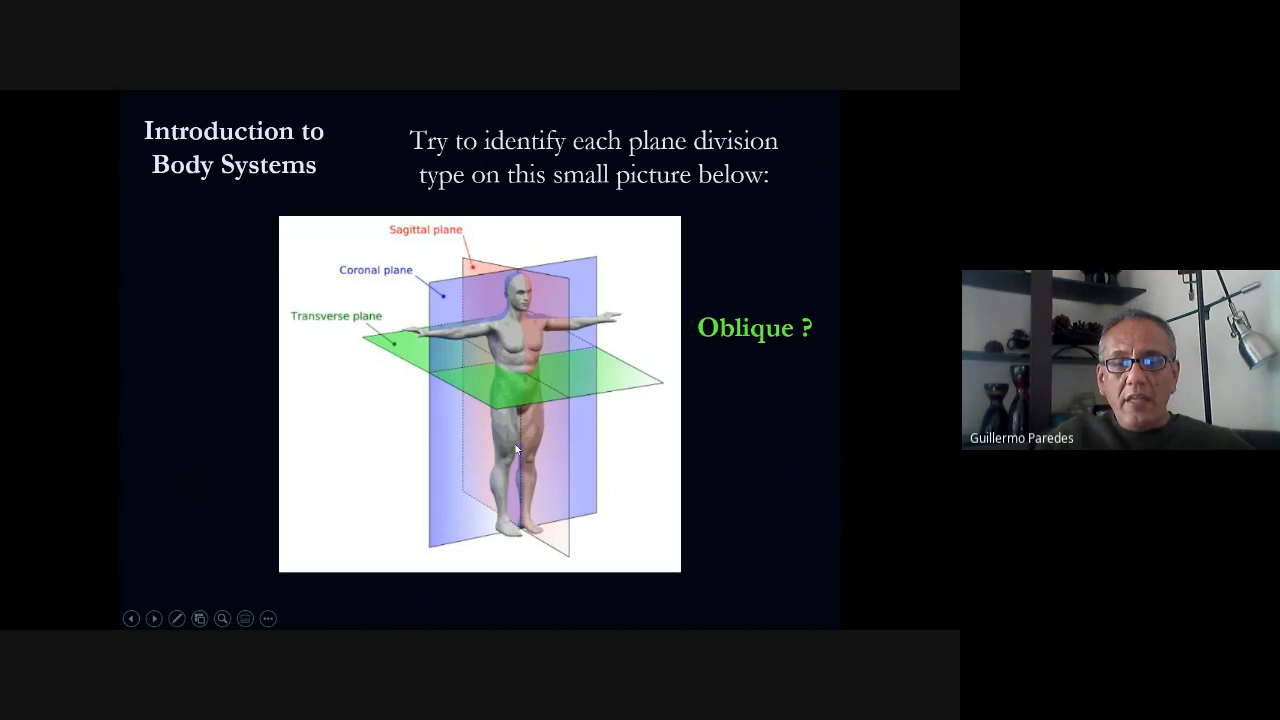 Introduction to
Body Systems
Try to identify each plane division
type on this small picture below:
Sagittal plane
Coronal plane
Transverse plane
Oblique ?
Guillermo Paredes